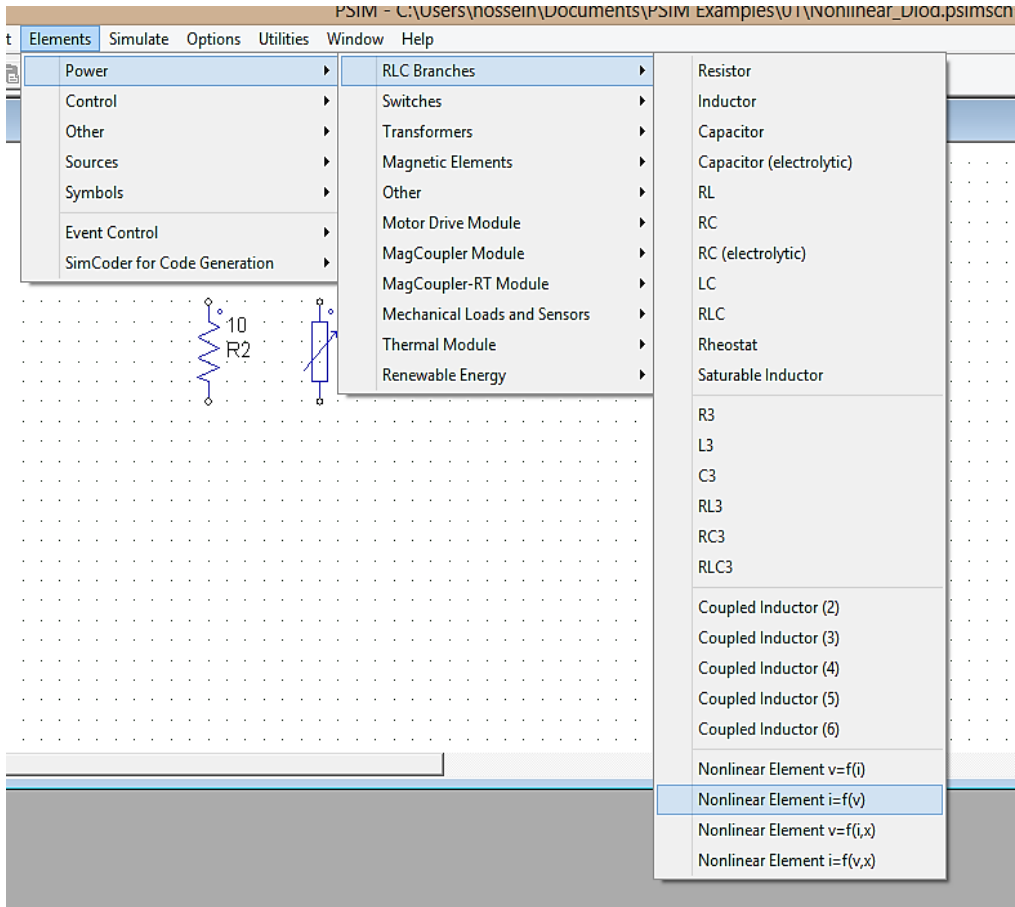 PSIM - C:\Users\hossein\Documents\PSIM Examples\01\Nonlinear_Diod.psimsch
t Elements Simulate Options Utilities Window Help
Power
Control
Other
Sources
Symbols
Event Control
SimCoder for Code Generation
RLC Branches
Switches
Transformers
Magnetic Elements
Other
Motor Drive Module
MagCoupler Module
MagCoupler-RT Module
Mechanical Loads and Sensors
Thermal Module
Renewable Energy
Resistor
Inductor
Capacitor
Capacitor (electrolytic)
RL
RC
RC (electrolytic)
LC
RLC
Rheostat
Saturable Inductor
R3
L3
C3
RL3
RC3
RLC3
Coupled Inductor (2)
Coupled Inductor (3)
Coupled Inductor (4)
Coupled Inductor (5)
Coupled Inductor (6)
Nonlinear Element v=f(i)
Nonlinear Element i=f(v)
Nonlinear Element v=f(i,x)
Nonlinear Element i=f(v,x)
10
R2